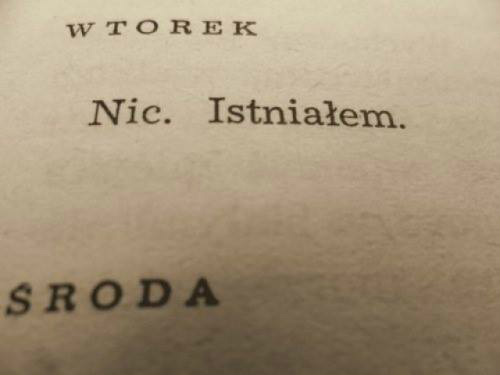 WTOREK
Nic. Istniałem.
ŚRODA